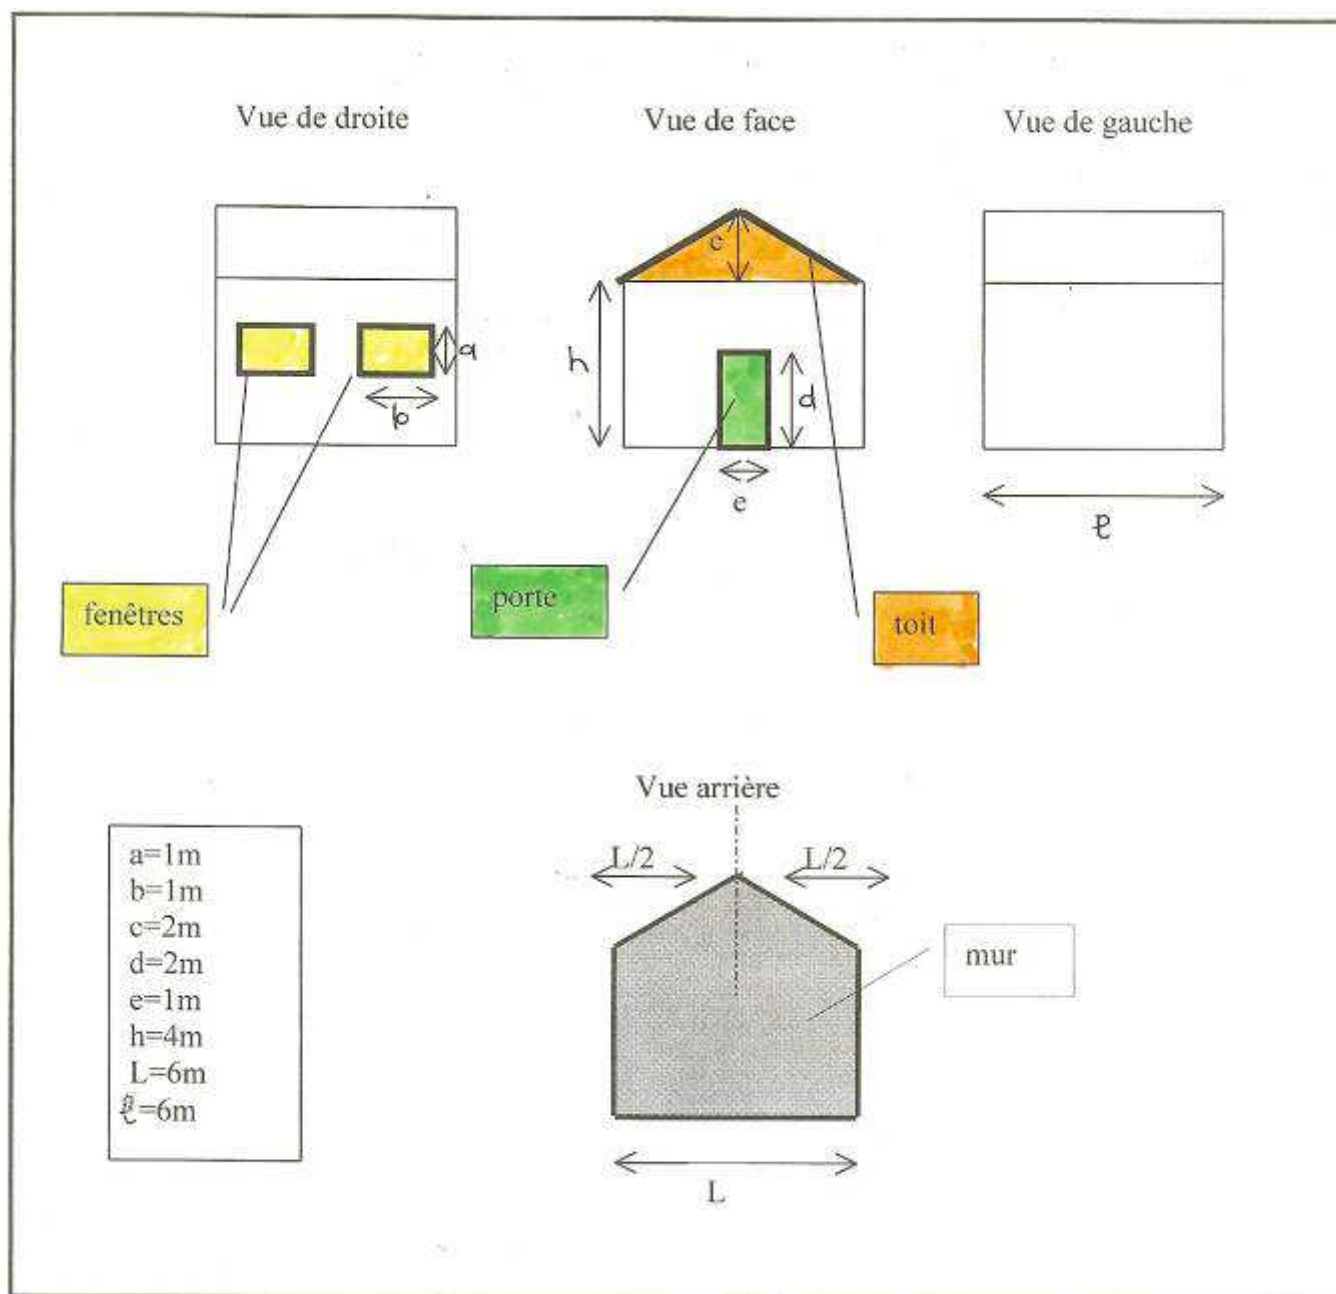 Vue de droite
Vue de face
Vue de gauche
c
a
h
d
b
e
ℓ
fenêtres
porte
toit
Vue arrière
L/2
L/2
a=1m
b=1m
c=2m
d=2m
e=1m
h=4m
L=6m
ℓ=6m
mur
L